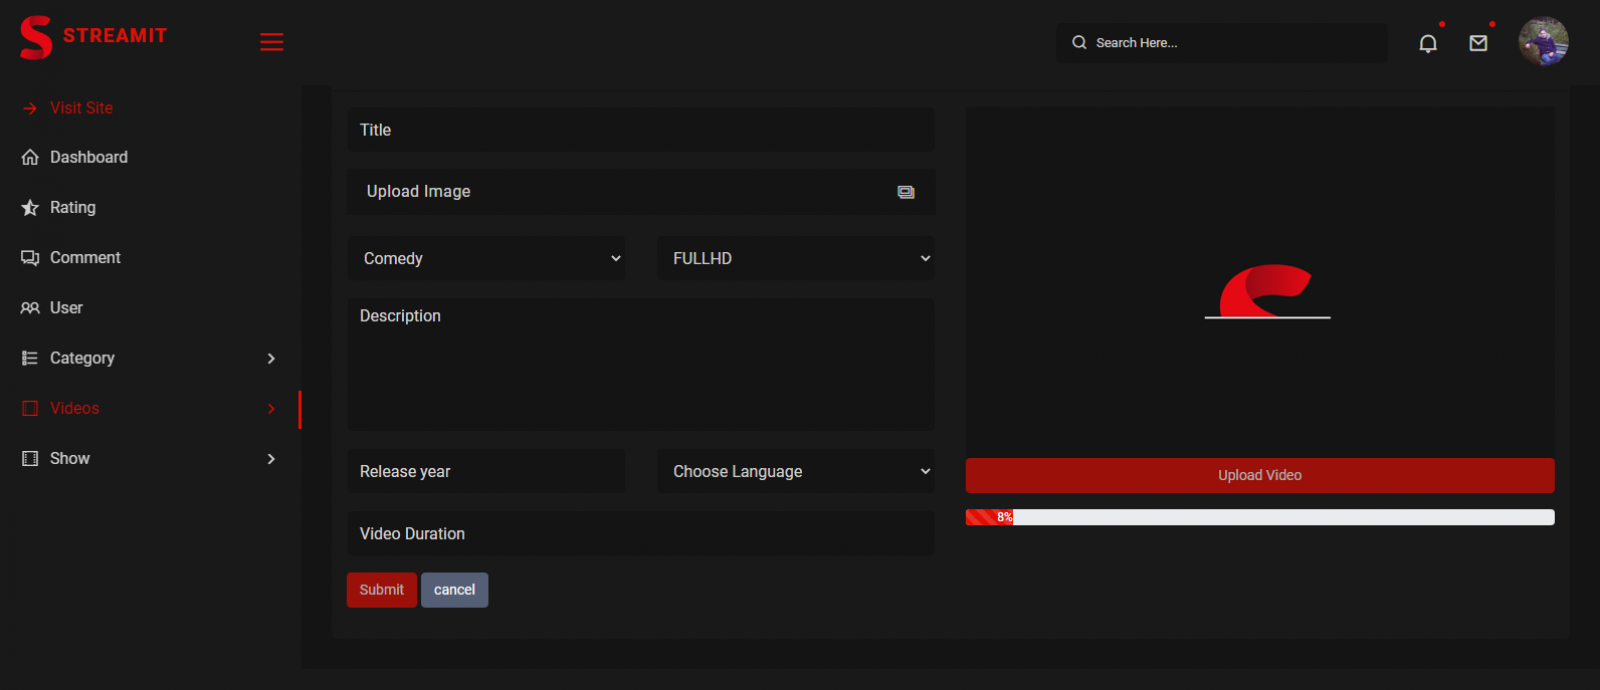 STREAMIT
Search Here...
Visit Site
Dashboard
Rating
Comment
User
Category
Videos
Show
Title
Upload Image
Comedy
FULLHD
Description
Release year
Choose Language
Video Duration
Submit
cancel
Upload Video
8%